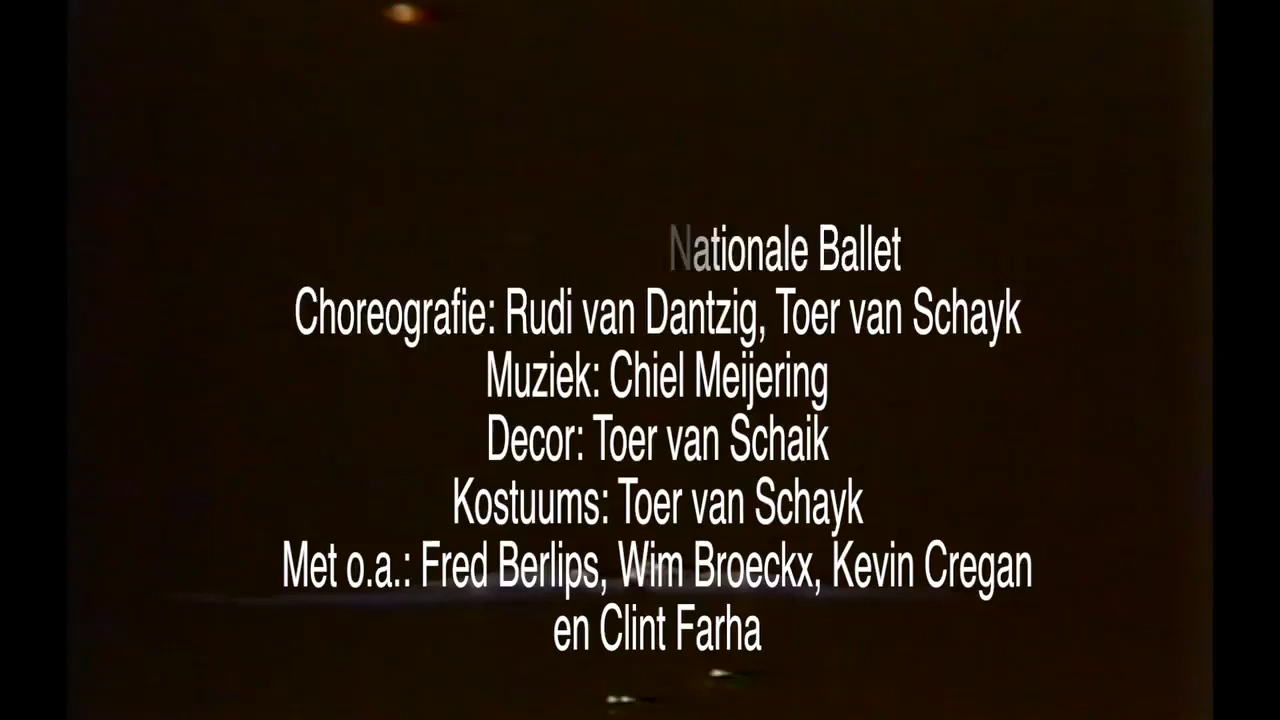 Nationale Ballet
Choreografie: Rudi van Dantzig, Toer van Schayk
Muziek: Chiel Meijering
Decor: Toer van Schaik
Kostuums: Toer van Schayk
Met o.a.: Fred Berlips, Wim Broeckx, Kevin Cregan
en Clint Farha